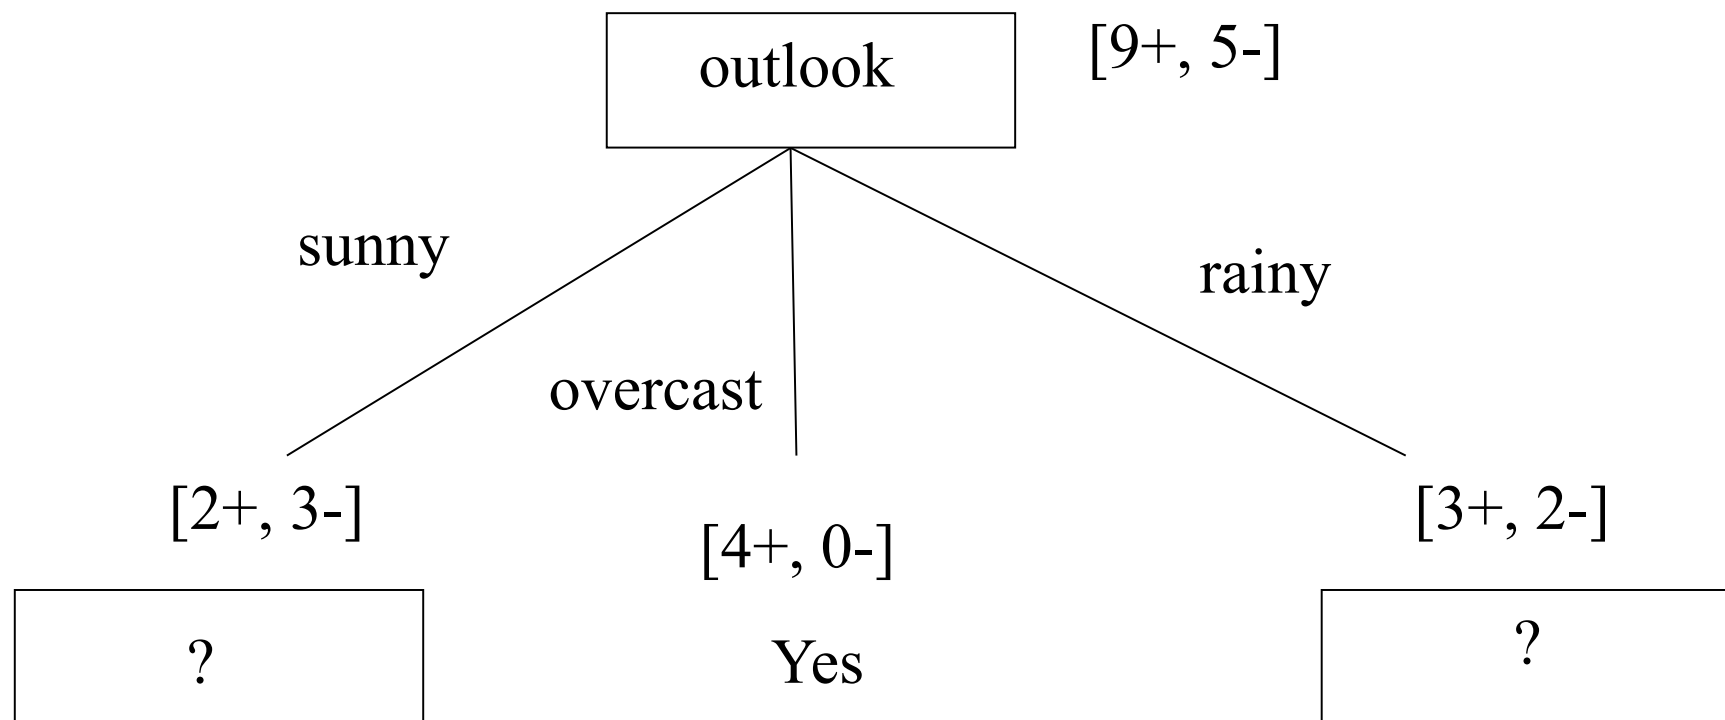 outlook
[9+, 5-]
sunny
rainy
overcast
[2+, 3-]
[4+, 0-]
[3+, 2-]
?
Yes
?